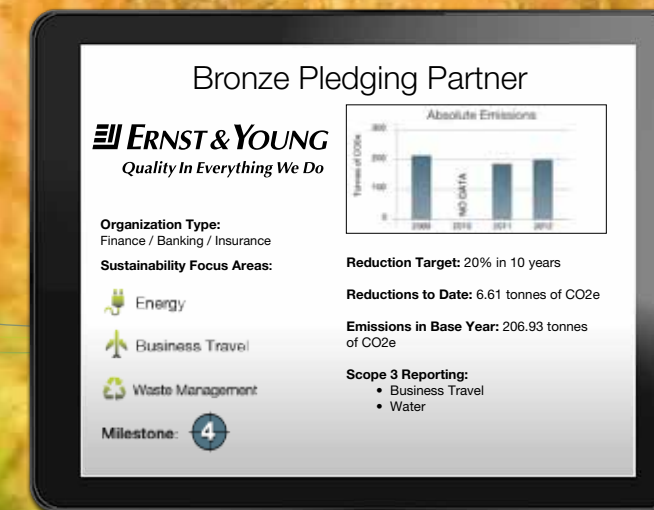 Bronze Pledging Partner
ERNST & YOUNG
Quality In Everything We Do
Absolute Emissions
Tonnes of CO2e
300
200
100
0
NO DATA
2009
2010
2011
2012
Organization Type:
Finance / Banking / Insurance
Sustainability Focus Areas:
Energy
Business Travel
Waste Management
Milestone: 4
Reduction Target: 20% in 10 years
Reductions to Date: 6.61 tonnes of CO2e
Emissions in Base Year: 206.93 tonnes
of CO2e
Scope 3 Reporting:
• Business Travel
• Water